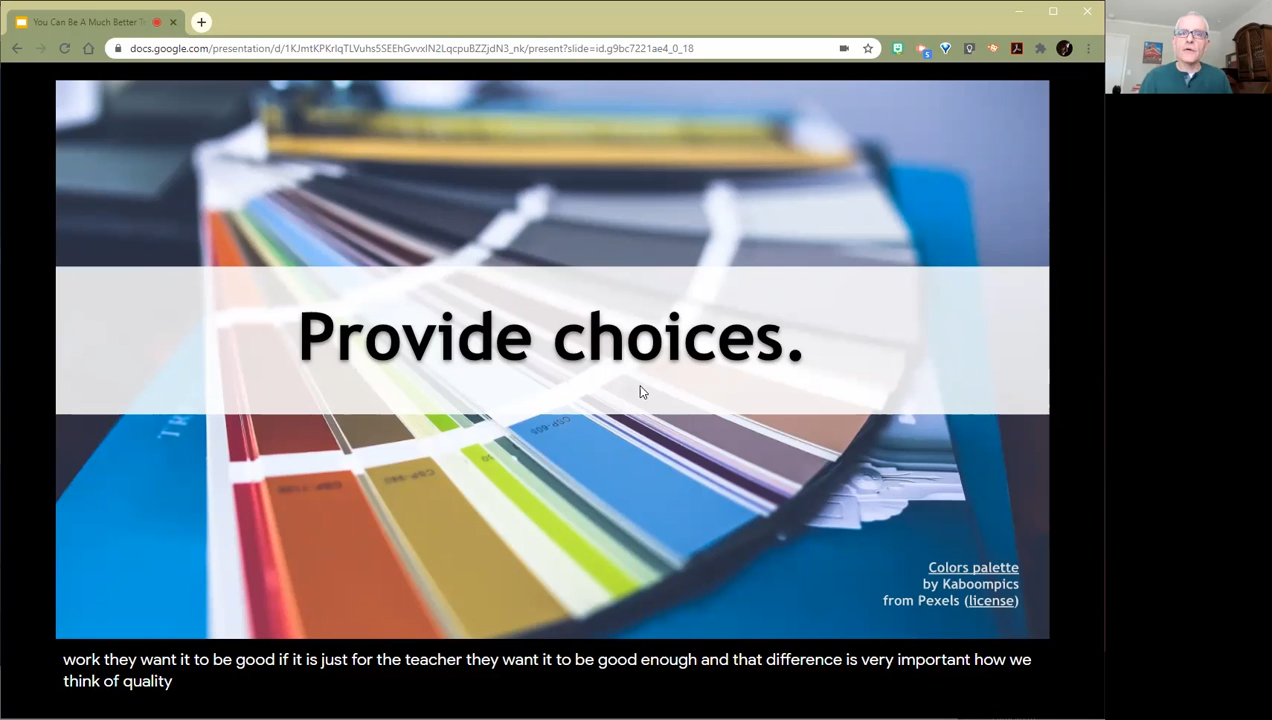 You Can Be A Much Better T
docs.google.com/presentation/d/1KJmtKPKrIqTLVuhs5SEEhGvvxlN2LqcpuBZZjdN3_nk/present?slide=id.g9bc7221ae4_0_18
Provide choices.
Colors palette
by Kaboompics
from Pexels (license)
work they want it to be good if it is just for the teacher they want it to be good enough and that difference is very important how we
think of quality